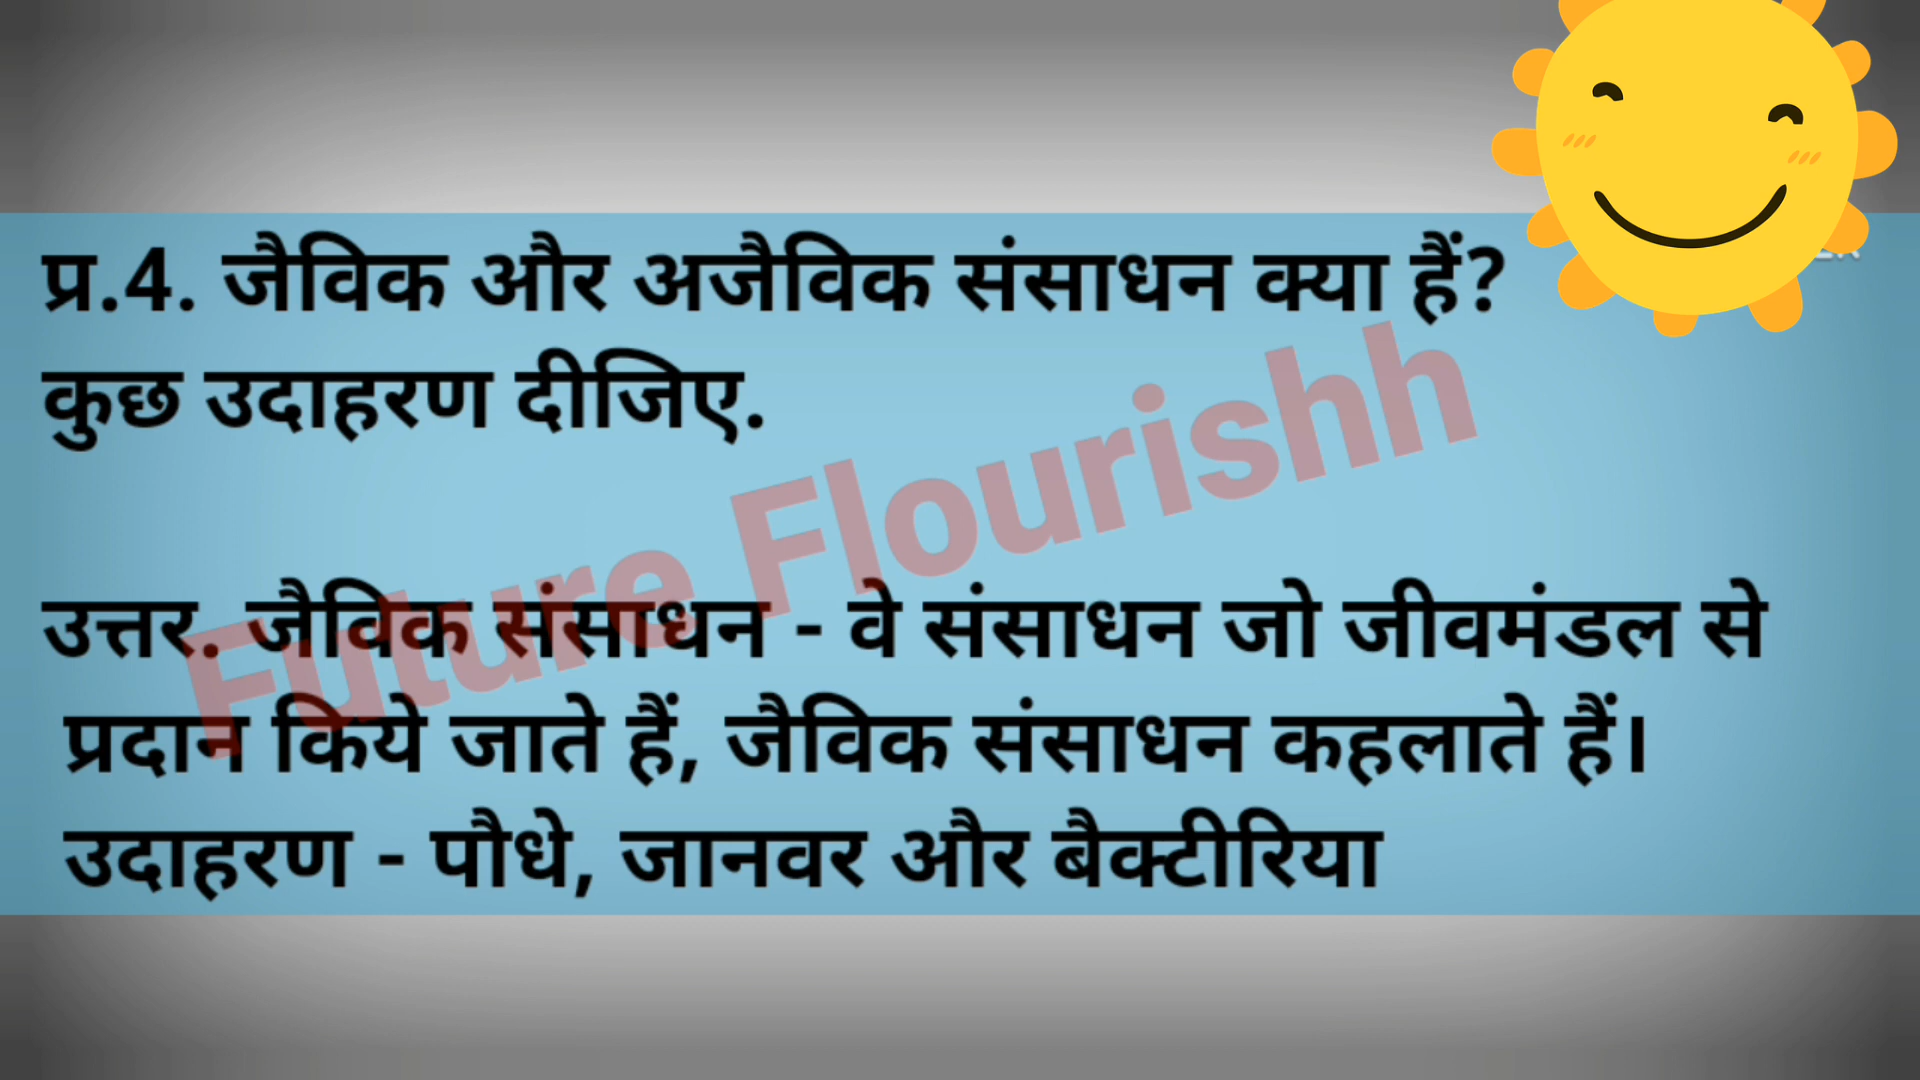 प्र.4. जैविक और अजैविक संसाधन क्या हैं?
कुछ उदाहरण दीजिए.
Future Flourishh
उत्तर. जैविक संसाधन - वे संसाधन जो जीवमंडल से
प्रदान किये जाते हैं, जैविक संसाधन कहलाते हैं।
उदाहरण - पौधे, जानवर और बैक्टीरिया